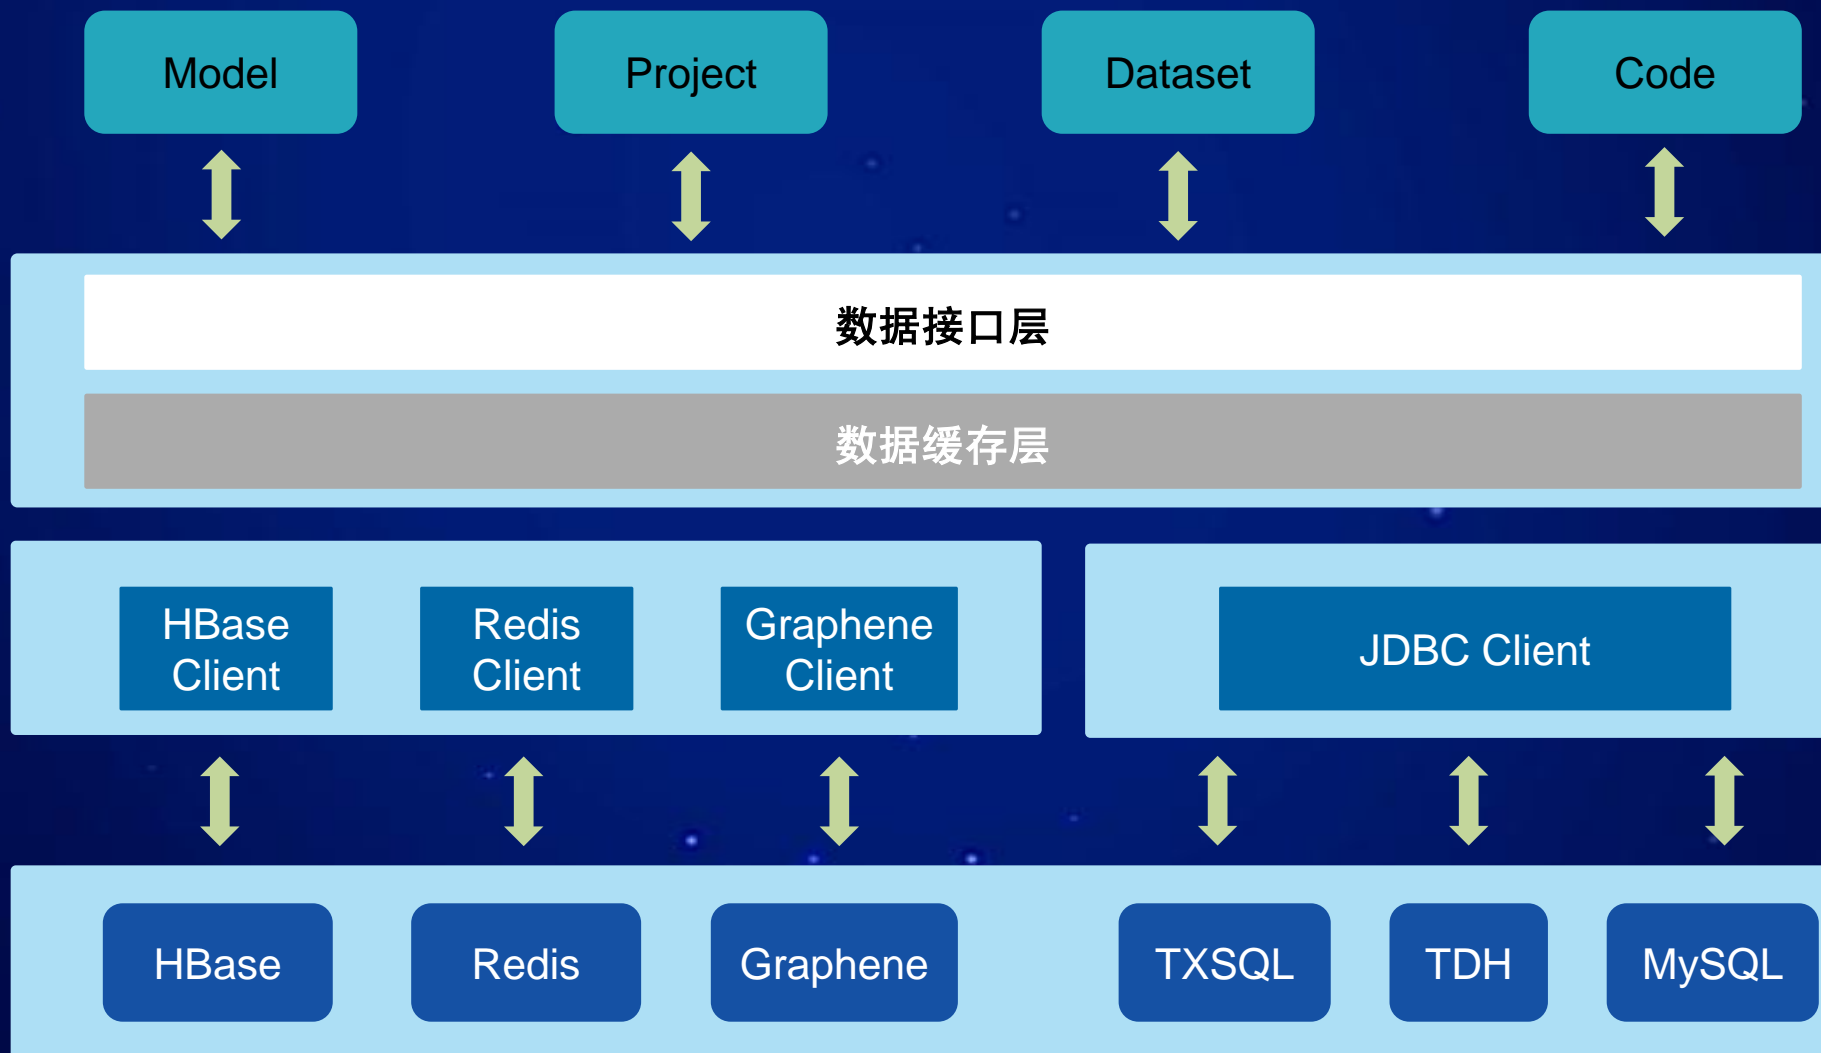 Model
Project
Dataset
Code
数据接口层
数据缓存层
HBase
Client
Redis
Client
Graphene
Client
JDBC Client
HBase
Redis
Graphene
TXSQL
TDH
MySQL